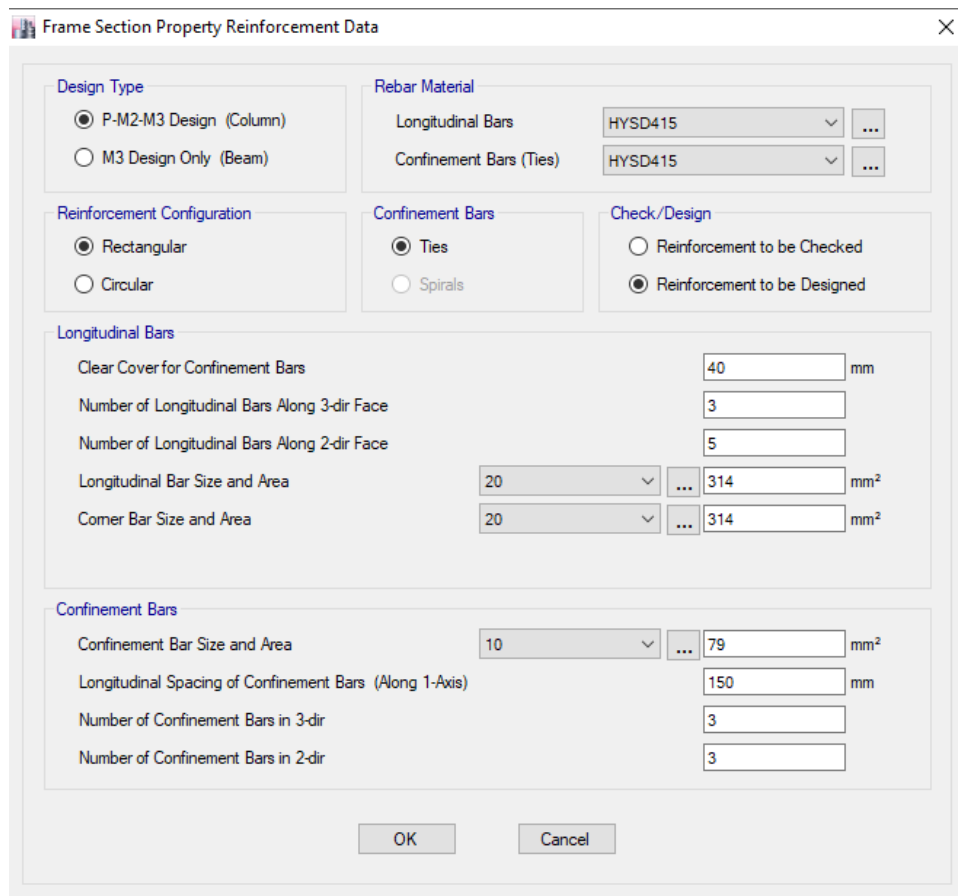 Frame Section Property Reinforcement Data
Design Type
P-M2-M3 Design (Column)
M3 Design Only (Beam)
Rebar Material
Longitudinal Bars HYSD415 ...
Confinement Bars (Ties) HYSD415 ...
Reinforcement Configuration
Rectangular
Circular
Confinement Bars
Ties
Spirals
Check/Design
Reinforcement to be Checked
Reinforcement to be Designed
Longitudinal Bars
Clear Cover for Confinement Bars 40 mm
Number of Longitudinal Bars Along 3-dir Face 3
Number of Longitudinal Bars Along 2-dir Face 5
Longitudinal Bar Size and Area 20 ... 314 mm²
Corner Bar Size and Area 20 ... 314 mm²
Confinement Bars
Confinement Bar Size and Area 10 ... 79 mm²
Longitudinal Spacing of Confinement Bars (Along 1-Axis) 150 mm
Number of Confinement Bars in 3-dir 3
Number of Confinement Bars in 2-dir 3
OK Cancel